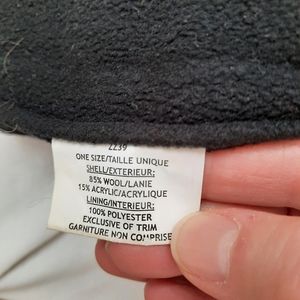 2239
ONE SIZE/TAILLE UNIQUE
SHELL/EXTERIEUR:
85% WOOL/LANIE
15% ACRYLIC/ACRYLIQUE
LINING/INTERIEUR:
100% POLYESTER
EXCLUSIVE OF TRIM
GARNITURE NON COMPRISE